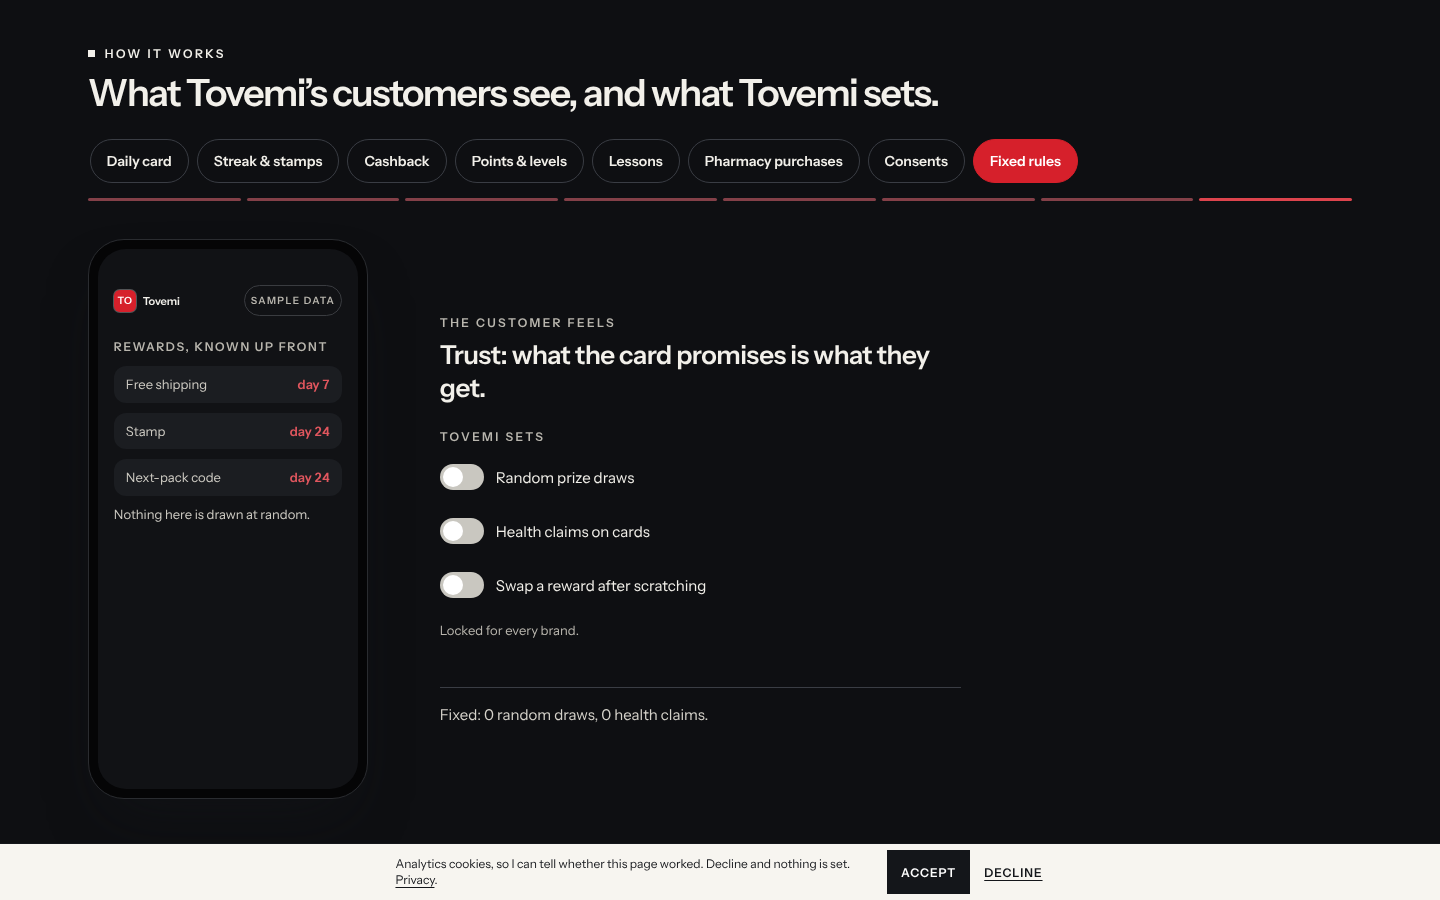 HOW IT WORKS
What Tovemi’s customers see, and what Tovemi sets.
Daily card
Streak & stamps
Cashback
Points & levels
Lessons
Pharmacy purchases
Consents
Fixed rules
TO
Tovemi
SAMPLE DATA
REWARDS, KNOWN UP FRONT
Free shipping
day 7
Stamp
day 24
Next-pack code
day 24
Nothing here is drawn at random.
THE CUSTOMER FEELS
Trust: what the card promises is what they
get.
TOVEMI SETS
Random prize draws
Health claims on cards
Swap a reward after scratching
Locked for every brand.
Fixed: 0 random draws, 0 health claims.
Analytics cookies, so I can tell whether this page worked. Decline and nothing is set.
Privacy.
ACCEPT
DECLINE